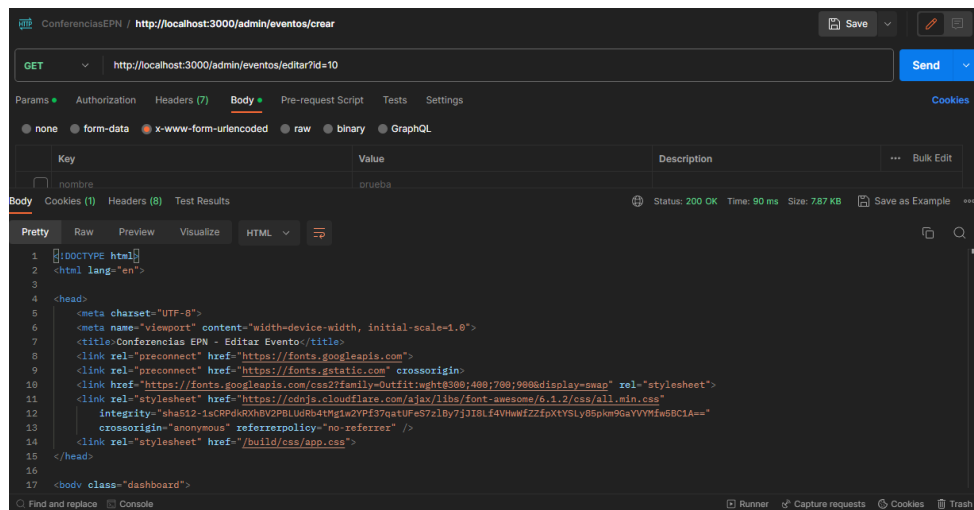 HTTP ConferenciasEPN / http://localhost:3000/admin/eventos/crear Save
GET http://localhost:3000/admin/eventos/editar?id=10 Send
Params Authorization Headers (7) Body Pre-request Script Tests Settings Cookies
none form-data x-www-form-urlencoded raw binary GraphQL
Key Value Description ••• Bulk Edit
nombre prueba
Body Cookies (1) Headers (8) Test Results Status: 200 OK Time: 90 ms Size: 7.87 KB Save as Example •••
Pretty Raw Preview Visualize HTML
1 <!DOCTYPE html>
2 <html lang="en">
3
4 <head>
5 <meta charset="UTF-8">
6 <meta name="viewport" content="width=device-width, initial-scale=1.0">
7 <title>Conferencias EPN - Editar Evento</title>
8 <link rel="preconnect" href="https://fonts.googleapis.com">
9 <link rel="preconnect" href="https://fonts.gstatic.com" crossorigin>
10 <link href="https://fonts.googleapis.com/css2?family=Outfit:wght@300;400;700;900&display=swap" rel="stylesheet">
11 <link rel="stylesheet" href="https://cdnjs.cloudflare.com/ajax/libs/font-awesome/6.1.2/css/all.min.css"
12 integrity="sha512-1sCRPdkRXhBV2PBLUdRb4tMg1w2YPf37qatUFeS7zlBy7jJI8Lf4VHwWfZZfpXtYSLy85pkm9GaYVYMfw5BC1A=="
13 crossorigin="anonymous" referrerpolicy="no-referrer" />
14 <link rel="stylesheet" href="/build/css/app.css">
15 </head>
16
17 <body class="dashboard">
Find and replace Console Runner Capture requests Cookies Trash